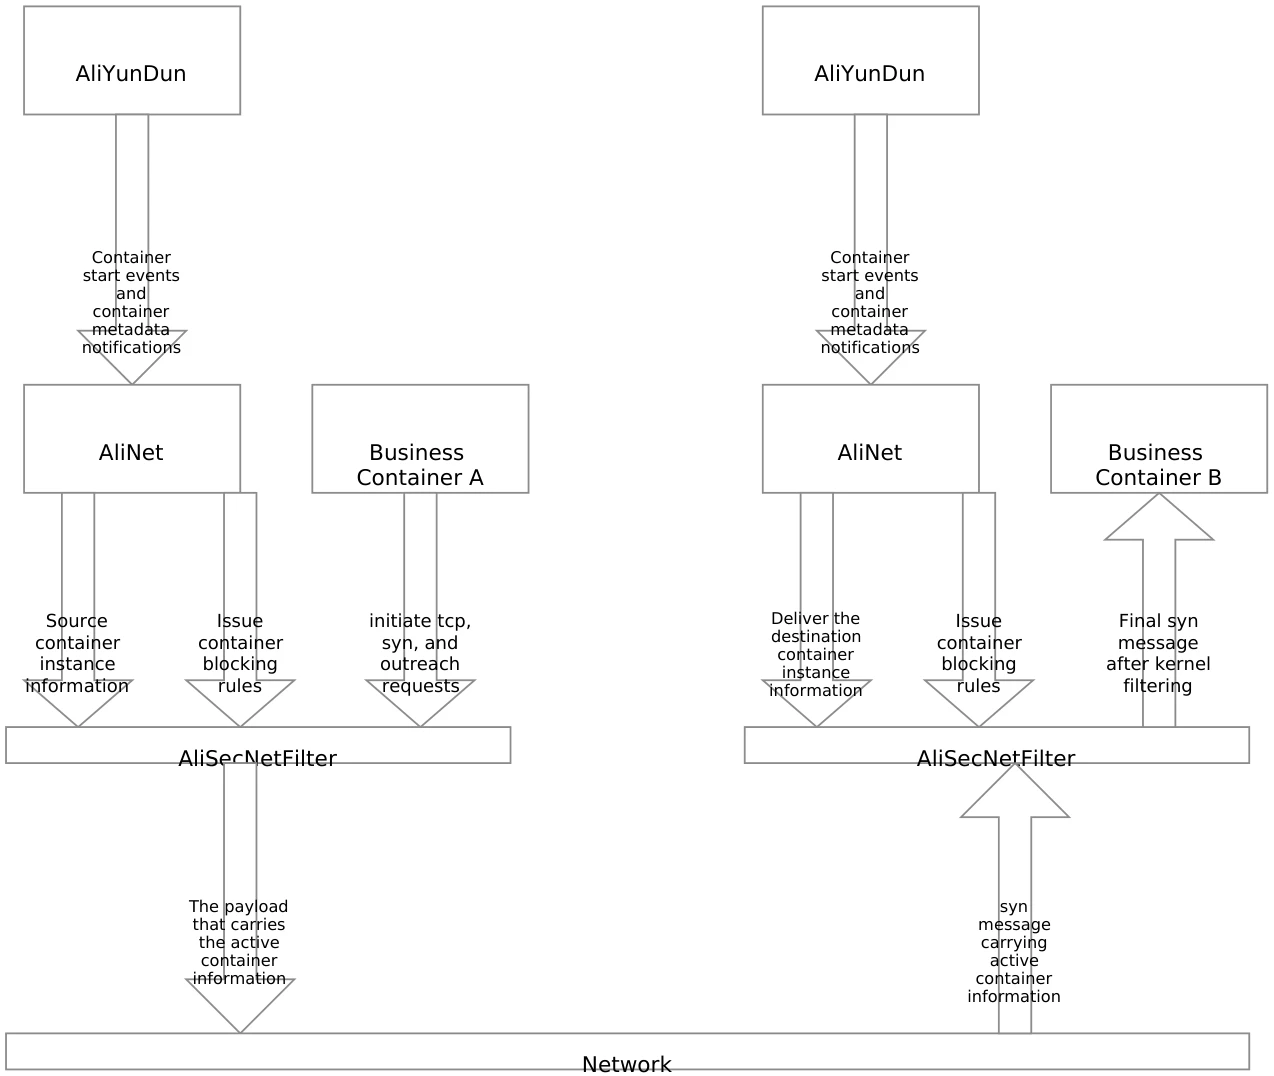 AliYunDun
AliYunDun
Container
start events
and
container
metadata
notifications
Container
start events
and
container
metadata
notifications
AliNet
Business
Container A
AliNet
Business
Container B
Source
container
instance
information
Issue
container
blocking
rules
initiate tcp,
syn, and
outreach
requests
Deliver the
destination
container
instance
information
Issue
container
blocking
rules
Final syn
message
after kernel
filtering
AliSecNetFilter
AliSecNetFilter
The payload
that carries
the active
container
information
syn
message
carrying
active
container
information
Network